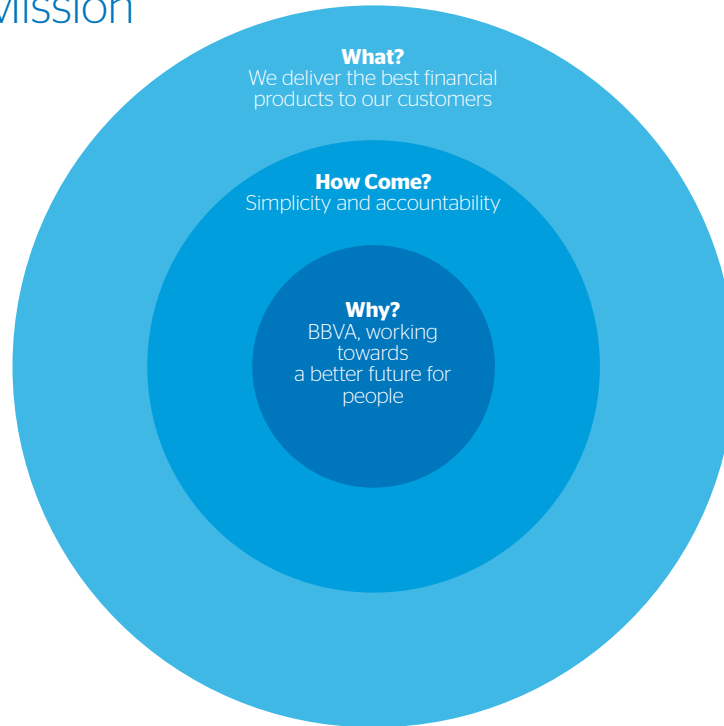 Mission
What?
We deliver the best financial
products to our customers
How Come?
Simplicity and accountability
Why?
BBVA, working
towards
a better future for
people